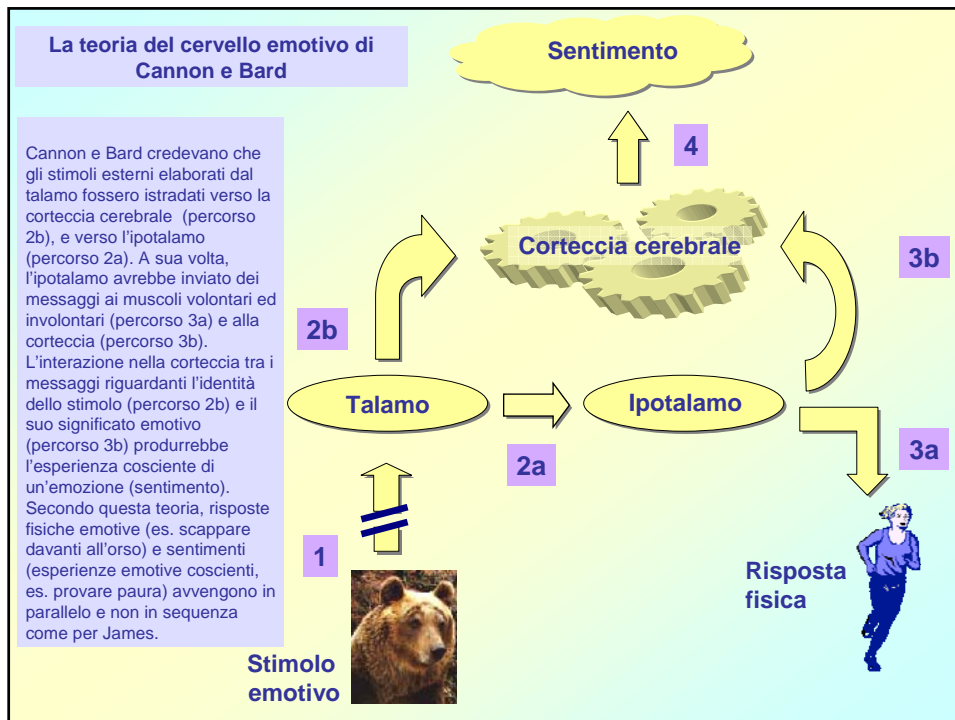 La teoria del cervello emotivo di
Cannon e Bard
Cannon e Bard credevano che
gli stimoli esterni elaborati dal
talamo fossero istradati verso la
corteccia cerebrale (percorso
2b), e verso l'ipotalamo
(percorso 2a). A sua volta,
l'ipotalamo avrebbe inviato dei
messaggi ai muscoli volontari ed
involontari (percorso 3a) e alla
corteccia (percorso 3b).
L'interazione nella corteccia tra i
messaggi riguardanti l'identità
dello stimolo (percorso 2b) e il
suo significato emotivo
(percorso 3b) produrrebbe
l'esperienza cosciente di
un'emozione (sentimento).
Secondo questa teoria, risposte
fisiche emotive (es. scappare
davanti all'orso) e sentimenti
(esperienze emotive coscienti,
es. provare paura) avvengono in
parallelo e non in sequenza
come per James.
Sentimento
4
Corteccia cerebrale
3b
2b
Talamo
Ipotalamo
2a
3a
1
Risposta
fisica
Stimolo
emotivo